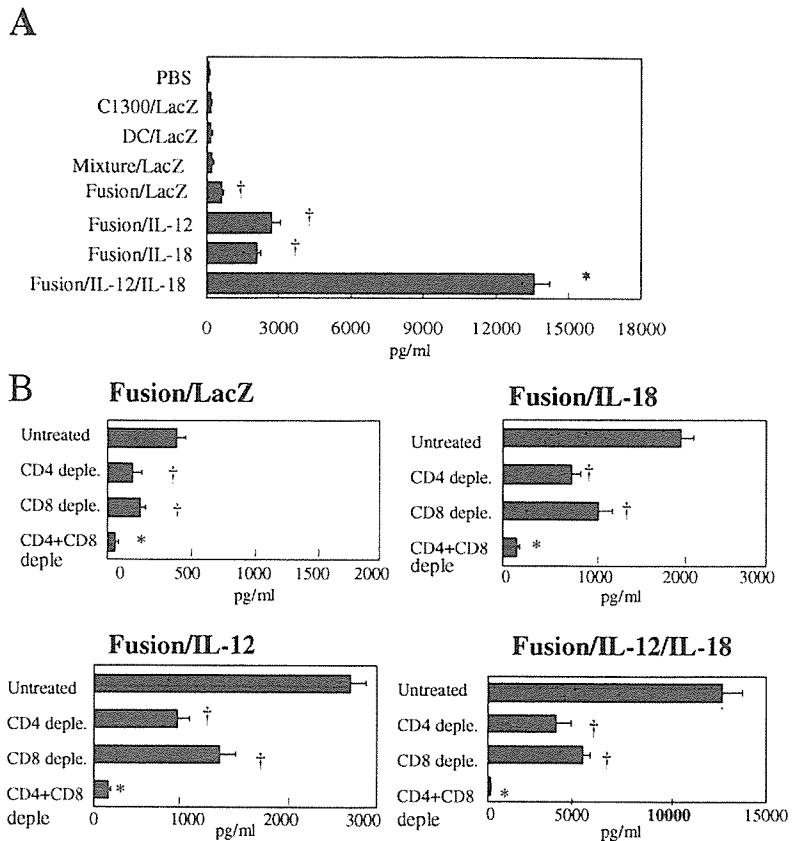 A
PBS
C1300/LacZ
DC/LacZ
Mixture/LacZ
Fusion/LacZ †
Fusion/IL-12 †
Fusion/IL-18 †
Fusion/IL-12/IL-18 *
0 3000 6000 9000 12000 15000 18000
pg/ml
B
Fusion/LacZ
Untreated
CD4 deple. †
CD8 deple. †
CD4+CD8 *
deple
0 500 1000 1500 2000
pg/ml
Fusion/IL-18
Untreated
CD4 deple. †
CD8 deple. †
CD4+CD8 *
deple
0 1000 2000 3000
pg/ml
Fusion/IL-12
Untreated
CD4 deple. †
CD8 deple. †
CD4+CD8 *
deple
0 1000 2000 3000
pg/ml
Fusion/IL-12/IL-18
Untreated
CD4 deple. †
CD8 deple. †
CD4+CD8 *
deple
0 5000 10000 15000
pg/ml